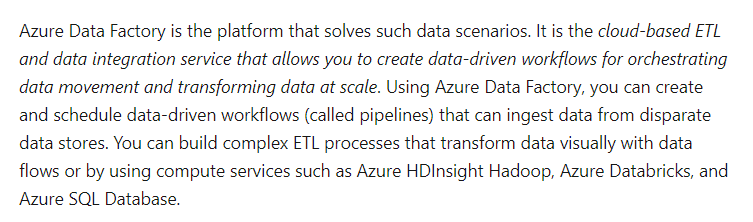 Azure Data Factory is the platform that solves such data scenarios. It is the cloud-based ETL
and data integration service that allows you to create data-driven workflows for orchestrating
data movement and transforming data at scale. Using Azure Data Factory, you can create
and schedule data-driven workflows (called pipelines) that can ingest data from disparate
data stores. You can build complex ETL processes that transform data visually with data
flows or by using compute services such as Azure HDInsight Hadoop, Azure Databricks, and
Azure SQL Database.